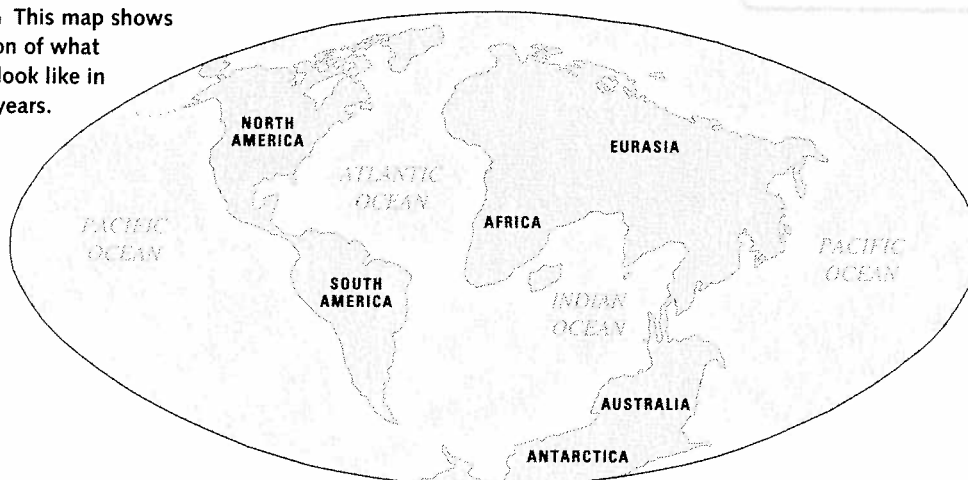 This map shows
on of what
look like in
years.
NORTH
AMERICA
EURASIA
ATLANTIC
OCEAN
PACIFIC
OCEAN
AFRICA
PACIFIC
OCEAN
SOUTH
AMERICA
INDIAN
OCEAN
AUSTRALIA
ANTARCTICA